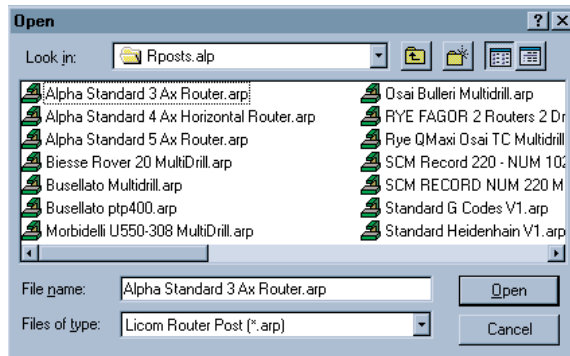 Open
Look in: Rposts.alp
Alpha Standard 3 Ax Router.arp
Alpha Standard 4 Ax Horizontal Router.arp
Alpha Standard 5 Ax Router.arp
Biesse Rover 20 MultiDrill.arp
Busellato Multidrill.arp
Busellato ptp400.arp
Morbidelli U550-308 MultiDrill.arp
Osai Bulleri Multidrill.arp
RYE FAGOR 2 Routers 2 Dr
Rye QMaxi Osai TC Multidrill
SCM Record 220 - NUM 102
SCM RECORD NUM 220 M
Standard G Codes V1.arp
Standard Heidenhain V1.arp
File name: Alpha Standard 3 Ax Router.arp Open
Files of type: Licom Router Post (*.arp) Cancel